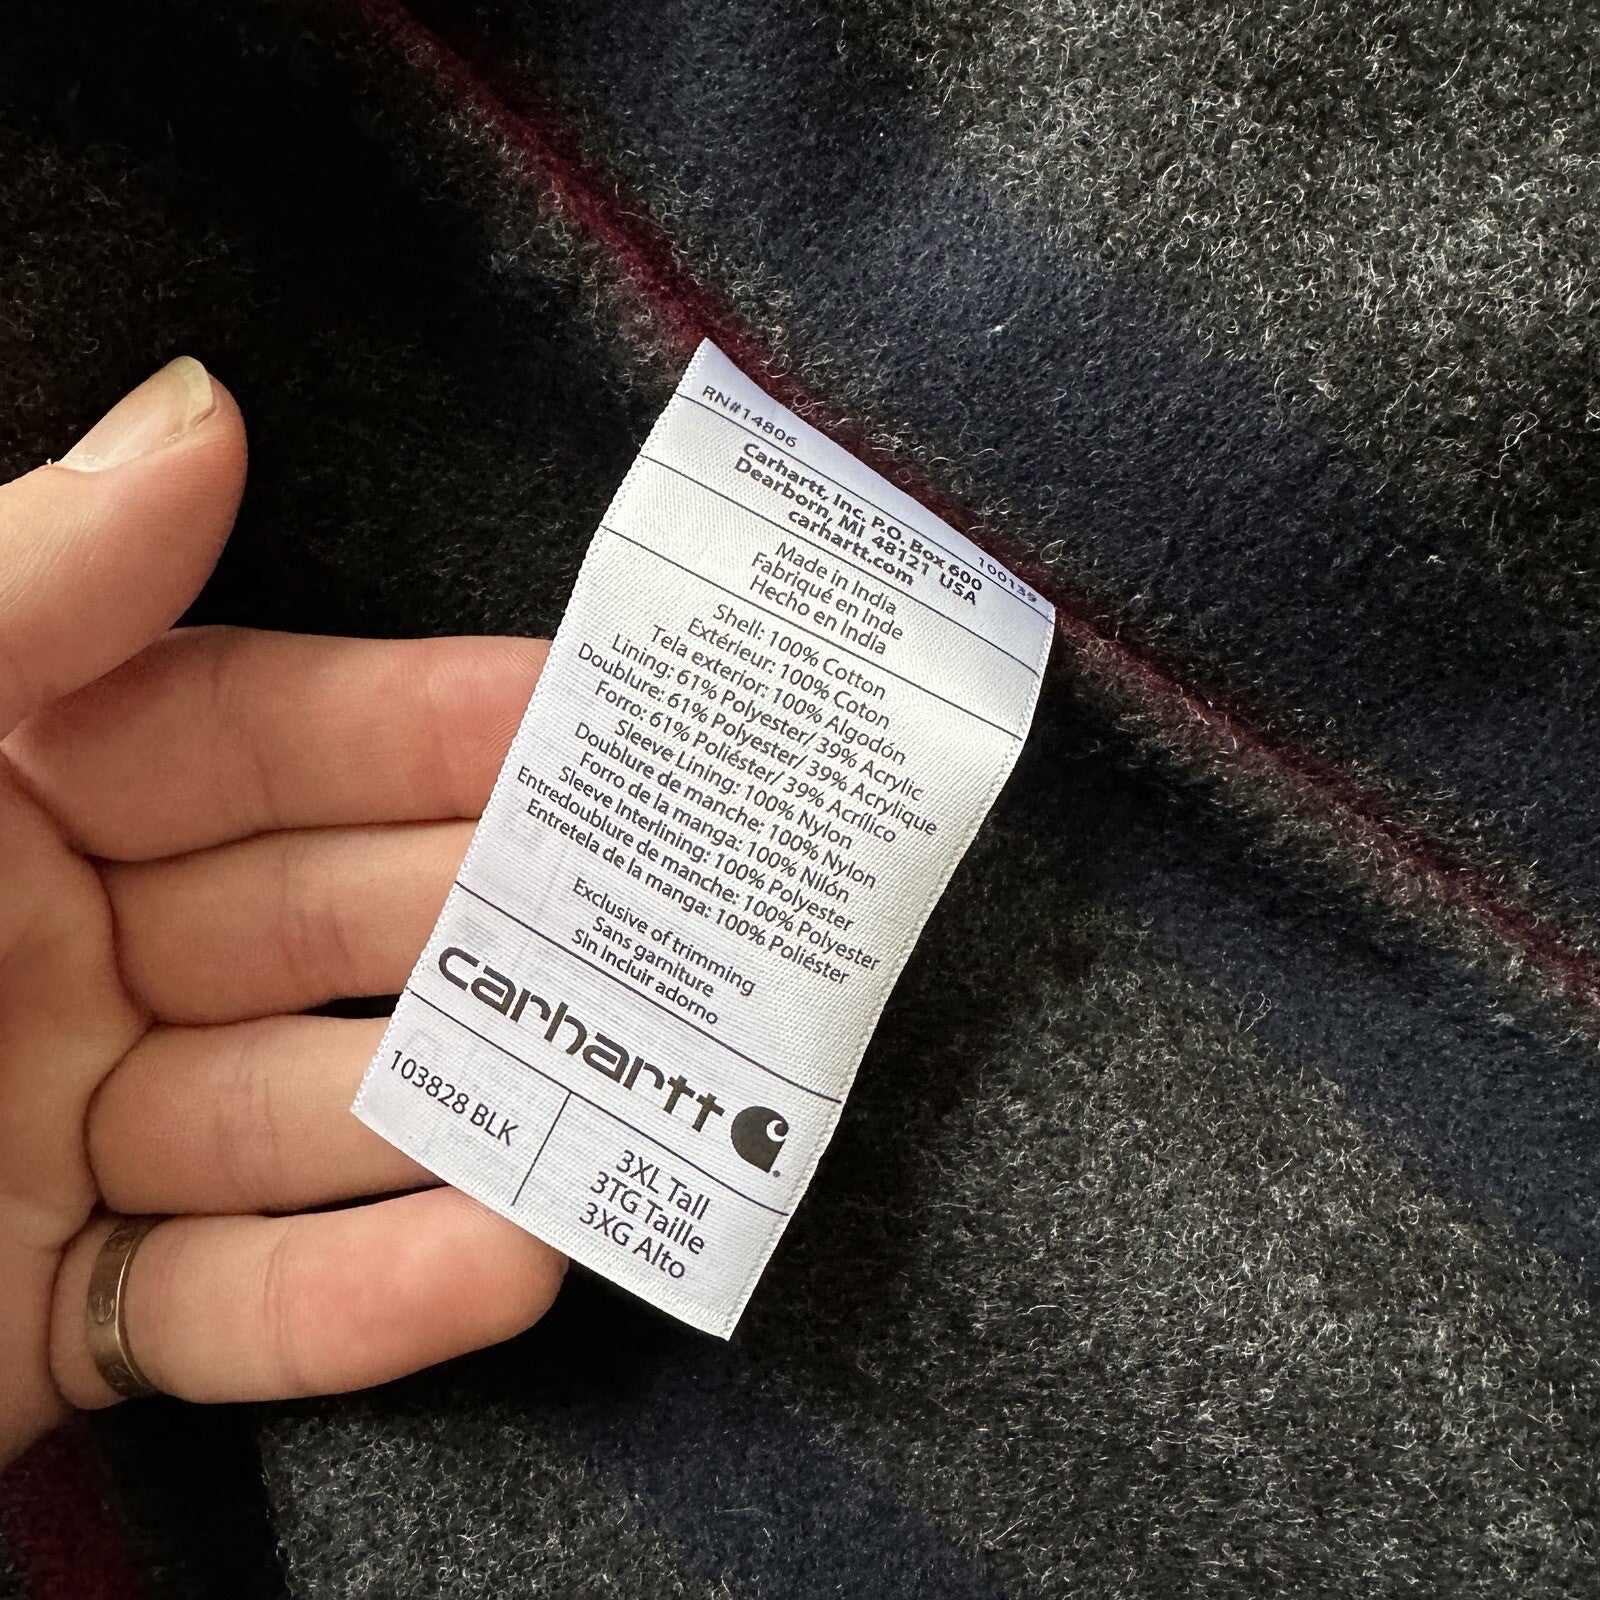 RN#14806 100139
Carhartt, Inc. P.O. Box 600
Dearborn, MI 48121 USA
carhartt.com
Made in India
Fabriqué en Inde
Hecho en India
Shell: 100% Cotton
Extérieur: 100% Coton
Tela exterior: 100% Algodón
Lining: 61% Polyester/ 39% Acrylic
Doublure: 61% Polyester/ 39% Acrylique
Forro: 61% Poliéster/ 39% Acrílico
Sleeve Lining: 100% Nylon
Doublure de manche: 100% Nylon
Forro de la manga: 100% Nilón
Sleeve Interlining: 100% Polyester
Entredoublure de manche: 100% Polyester
Entretela de la manga: 100% Poliéster
Exclusive of trimming
Sans garniture
Sin incluir adorno
carhartt
103828 BLK
3XL Tall
3TG Taille
3XG Alto